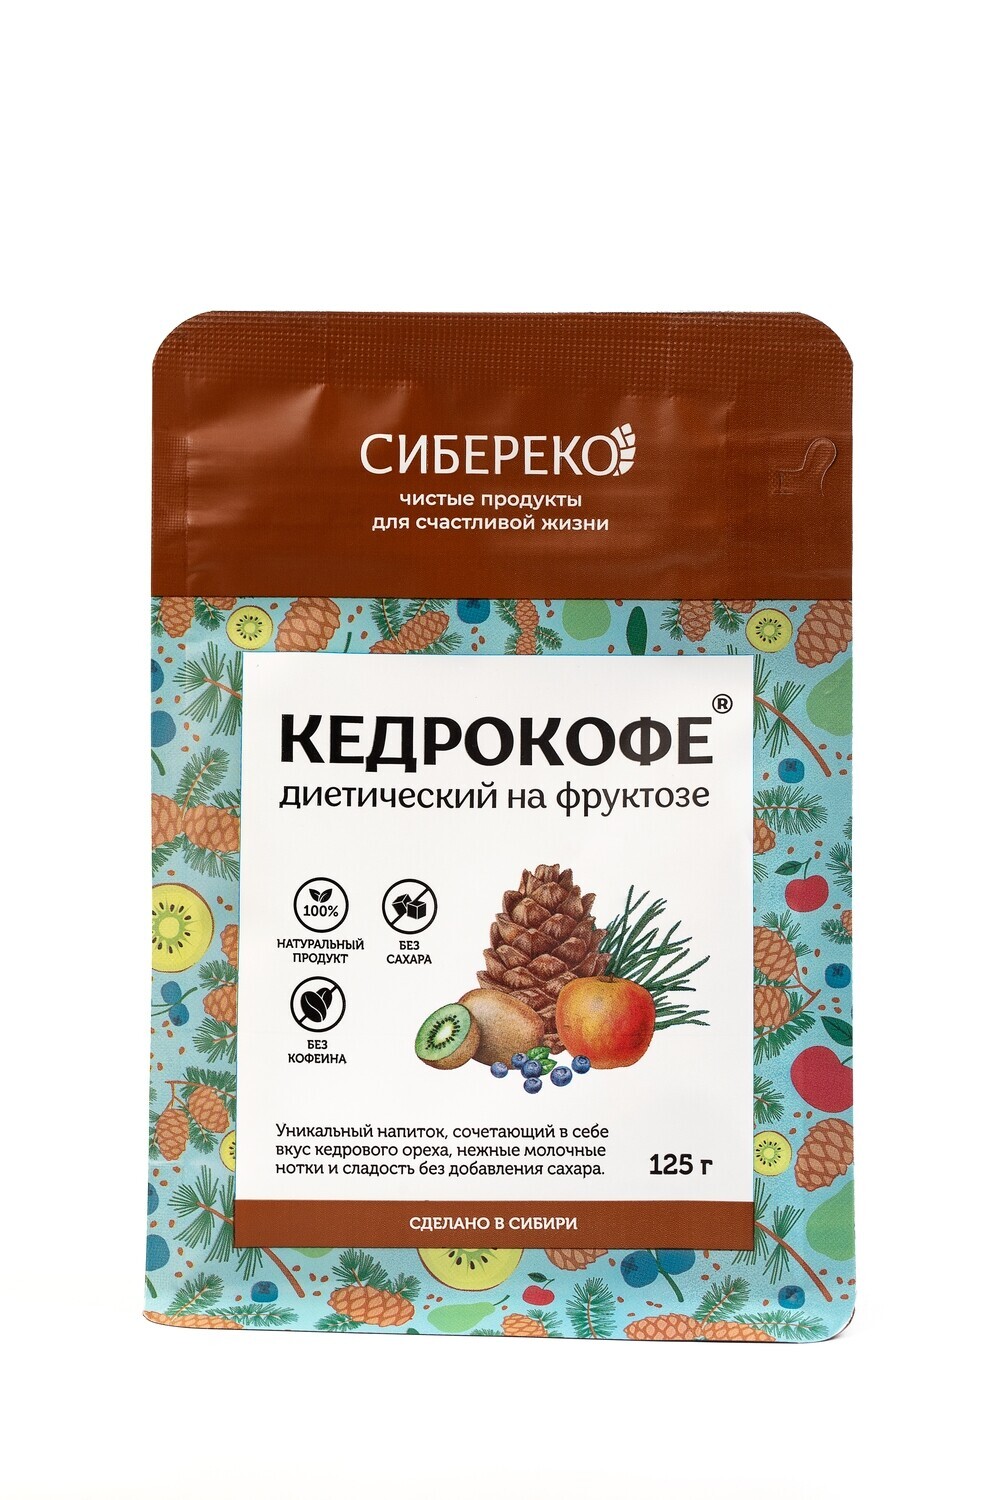 СИБЕРЕКО
чистые продукты
для счастливой жизни
КЕДРОКОФЕ®
диетический на фруктозе
100%
НАТУРАЛЬНЫЙ
ПРОДУКТ
БЕЗ
САХАРА
БЕЗ
КОФЕИНА
Уникальный напиток, сочетающий в себе
вкус кедрового ореха, нежные молочные
нотки и сладость без добавления сахара.
125 г
СДЕЛАНО В СИБИРИ